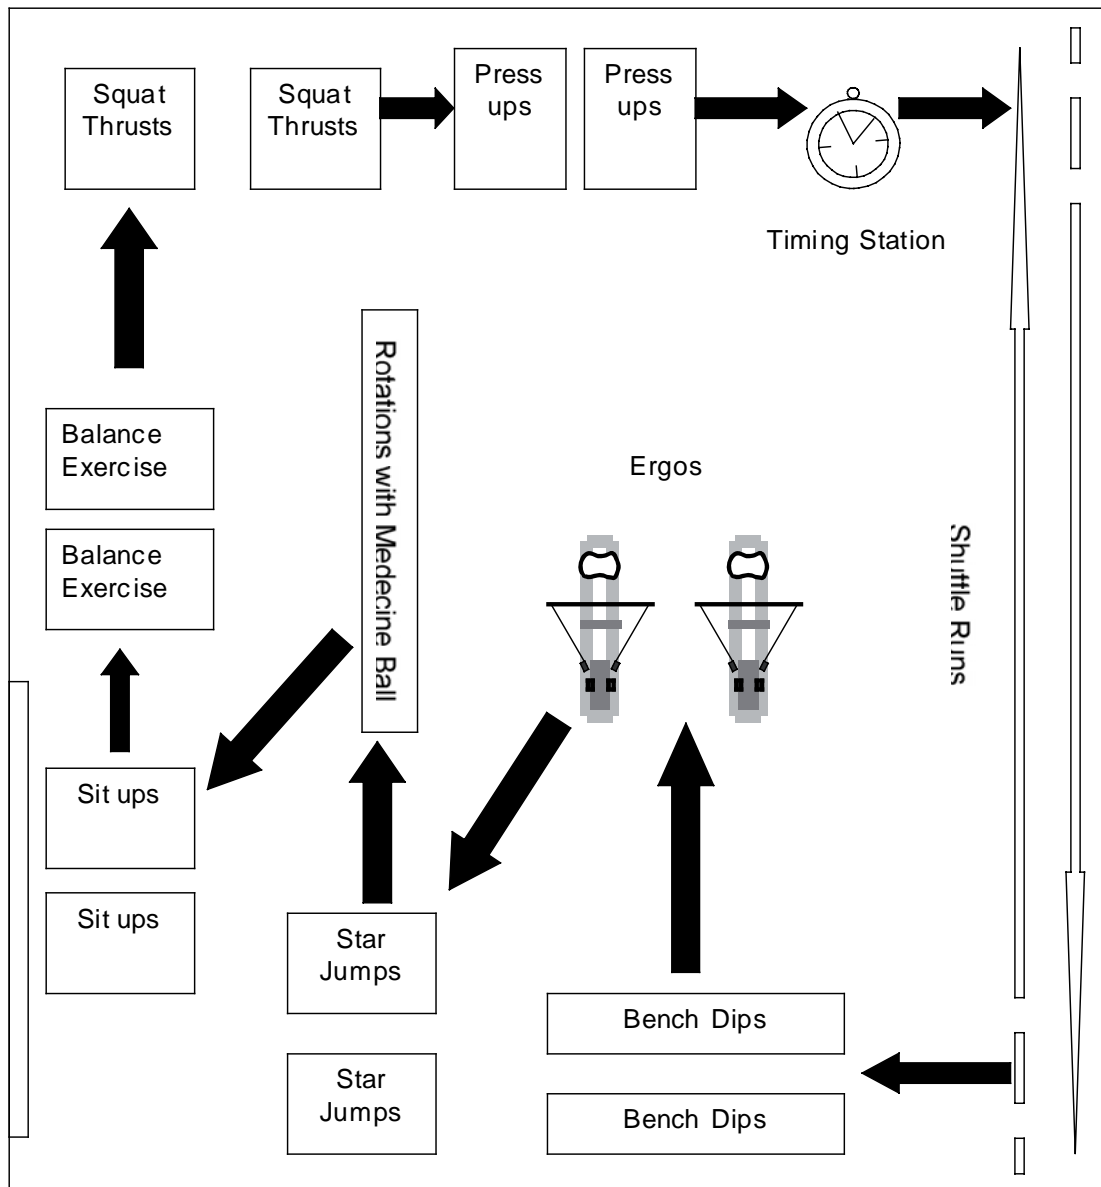 Squat
Thrusts
Squat
Thrusts
Press
ups
Press
ups
Timing Station
Rotations with Medecine Ball
Balance
Exercise
Balance
Exercise
Ergos
Shuttle Runs
Sit ups
Sit ups
Star
Jumps
Star
Jumps
Bench Dips
Bench Dips